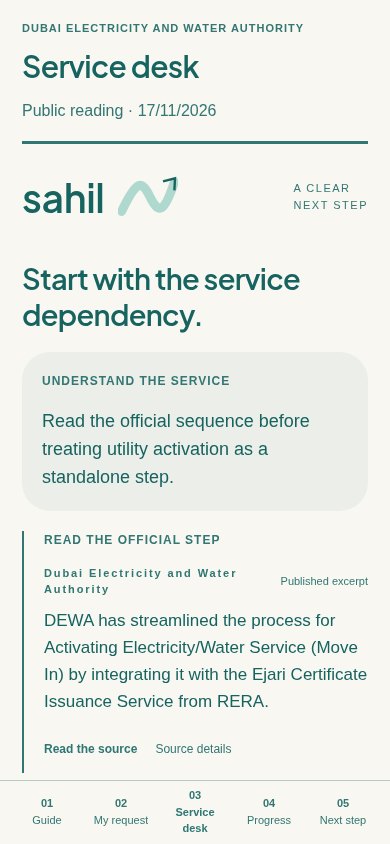 DUBAI ELECTRICITY AND WATER AUTHORITY
Service desk
Public reading · 17/11/2026
sahil
A CLEAR
NEXT STEP
Start with the service
dependency.
UNDERSTAND THE SERVICE
Read the official sequence before
treating utility activation as a
standalone step.
READ THE OFFICIAL STEP
Dubai Electricity and Water
Authority
Published excerpt
DEWA has streamlined the process for
Activating Electricity/Water Service (Move
In) by integrating it with the Ejari Certificate
Issuance Service from RERA.
Read the source Source details
01
Guide
02
My request
03
Service
desk
04
Progress
05
Next step